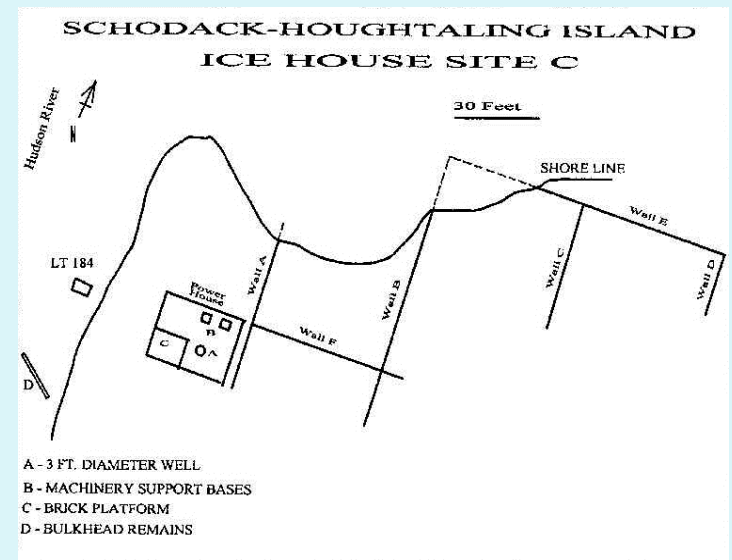 SCHODACK-HOUGHTALING ISLAND
ICE HOUSE SITE C
Hudson River
N
30 Feet
SHORE LINE
Wall E
Wall D
Wall C
Wall B
Wall A
LT 184
Power
House
B
C
A
Wall F
D
A - 3 FT. DIAMETER WELL
B - MACHINERY SUPPORT BASES
C - BRICK PLATFORM
D - BULKHEAD REMAINS